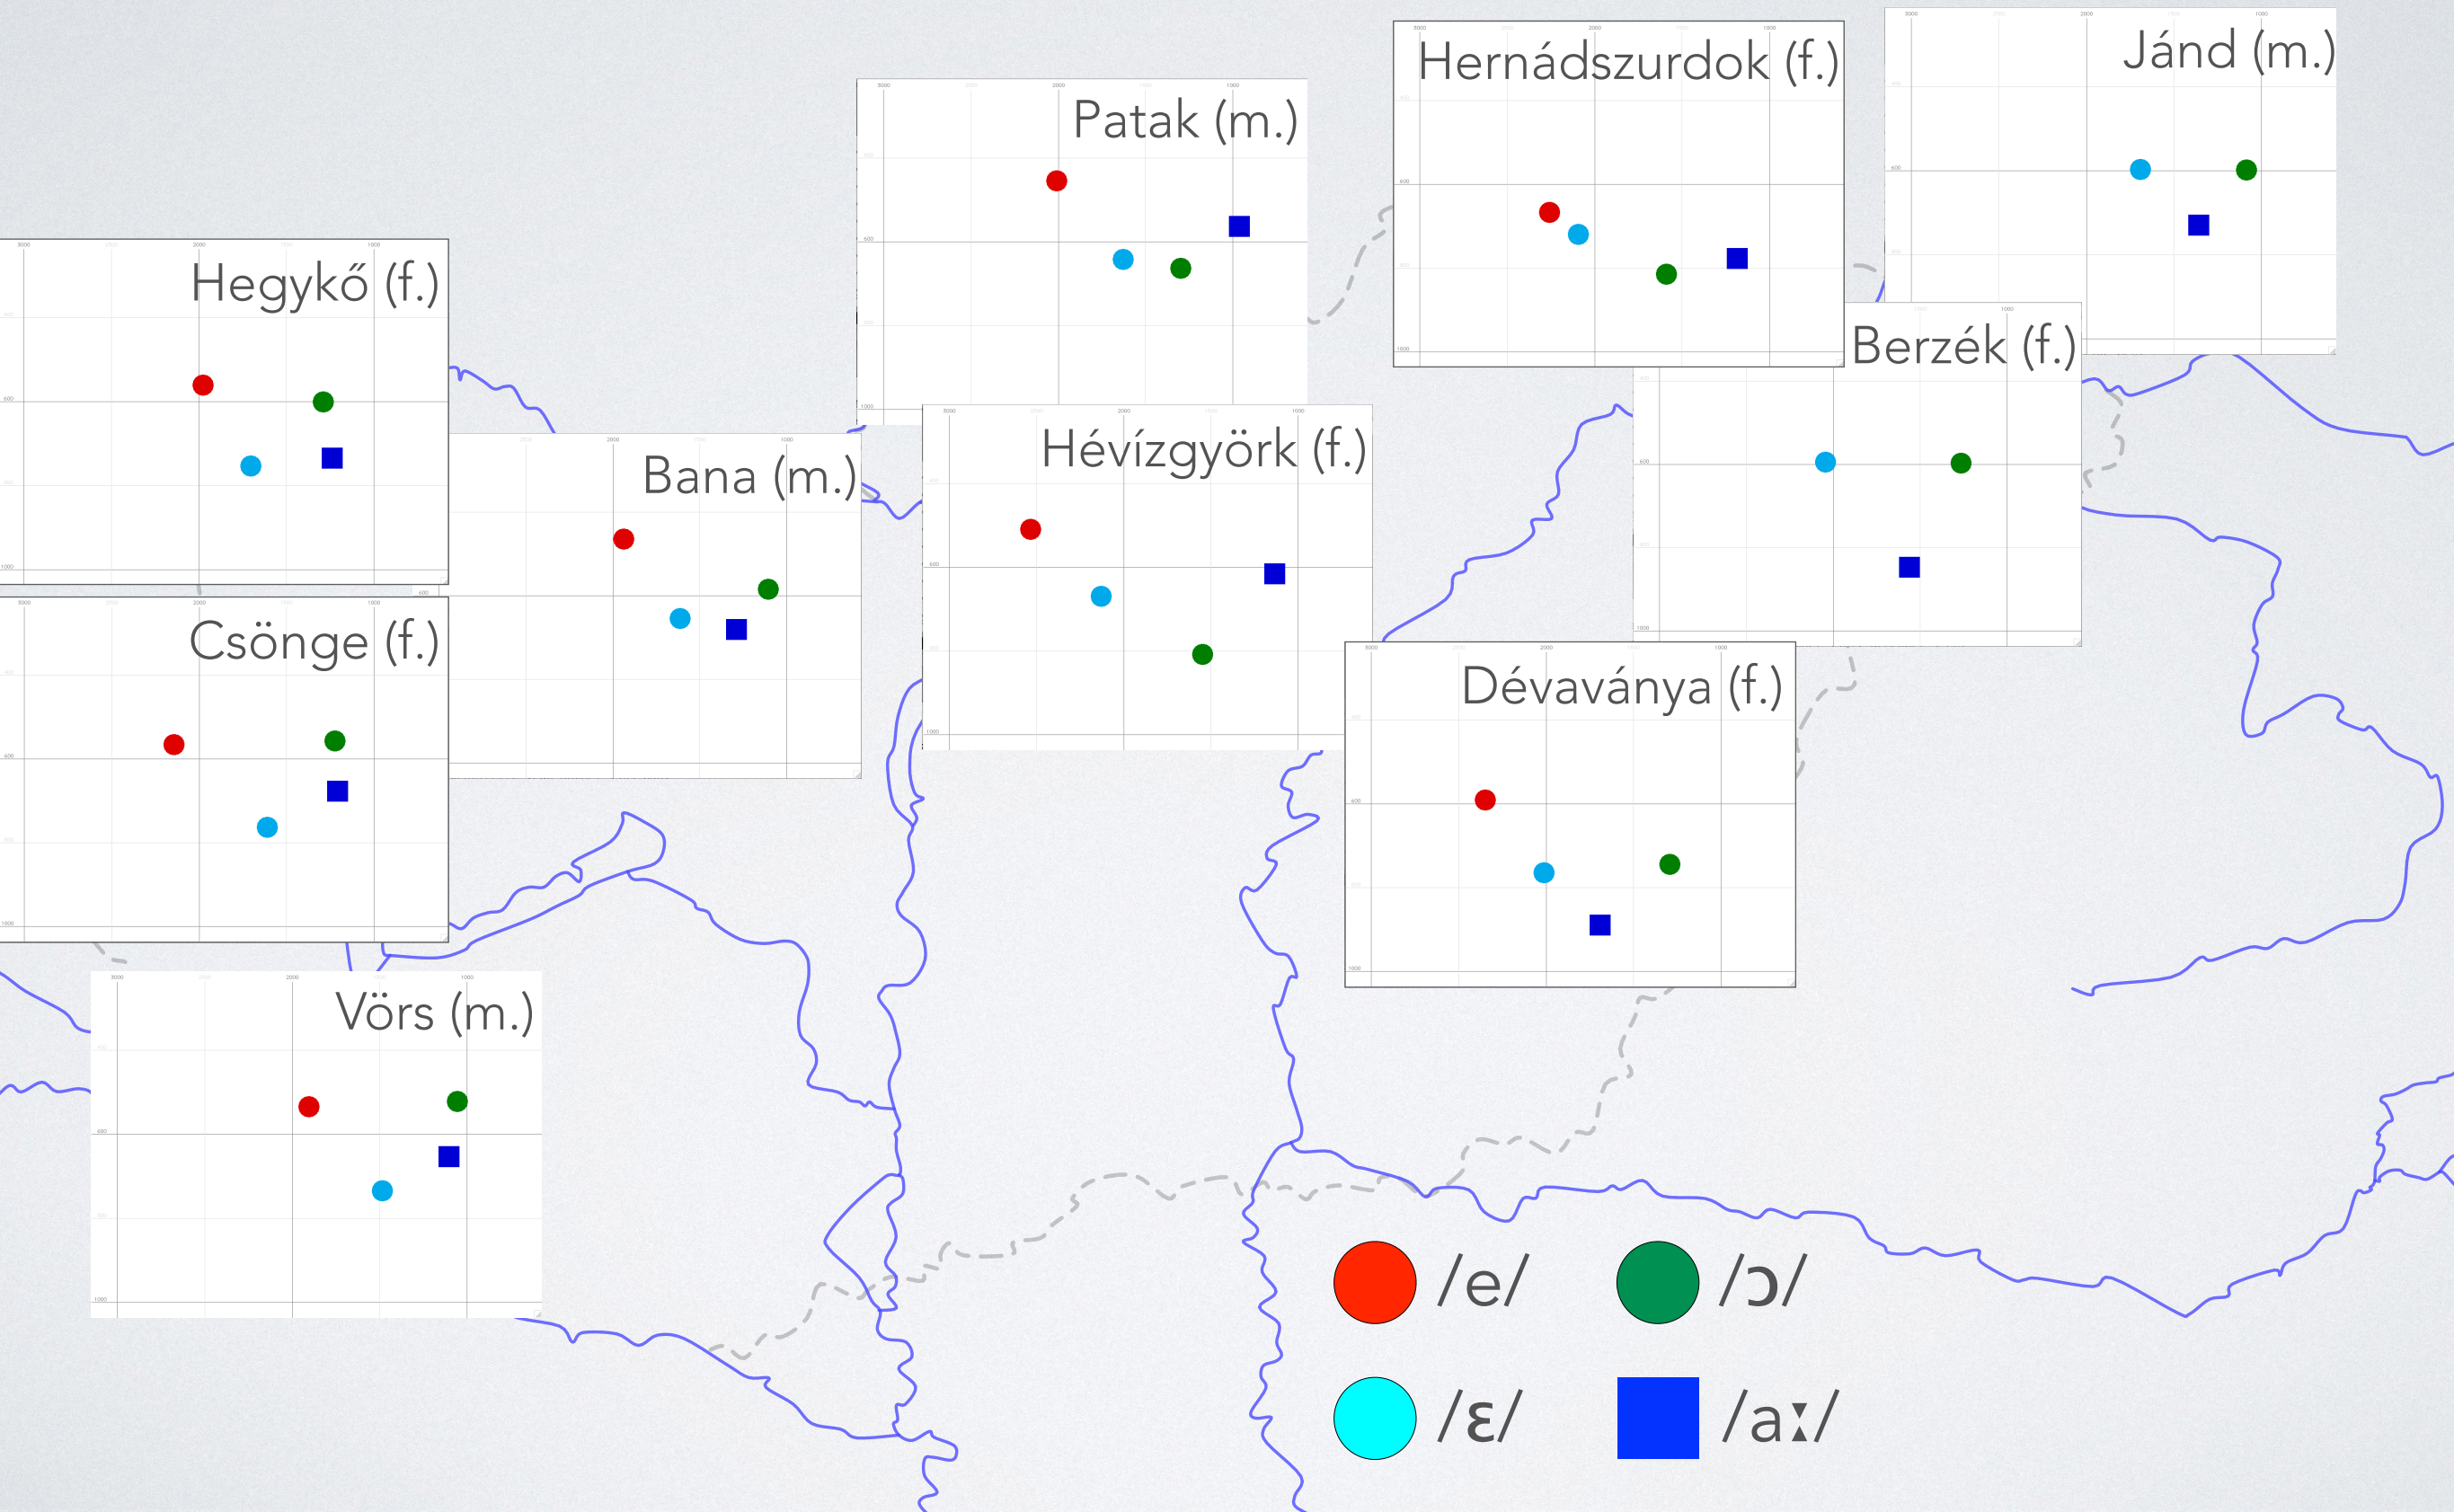 Hernádszurdok (f.)
Jánd (m.)
Patak (m.)
Hegykő (f.)
Berzék (f.)
Hévízgyörk (f.)
Bana (m.)
Csönge (f.)
Dévaványa (f.)
Vörs (m.)
/e/ /ɔ/
/ɛ/ /aː/